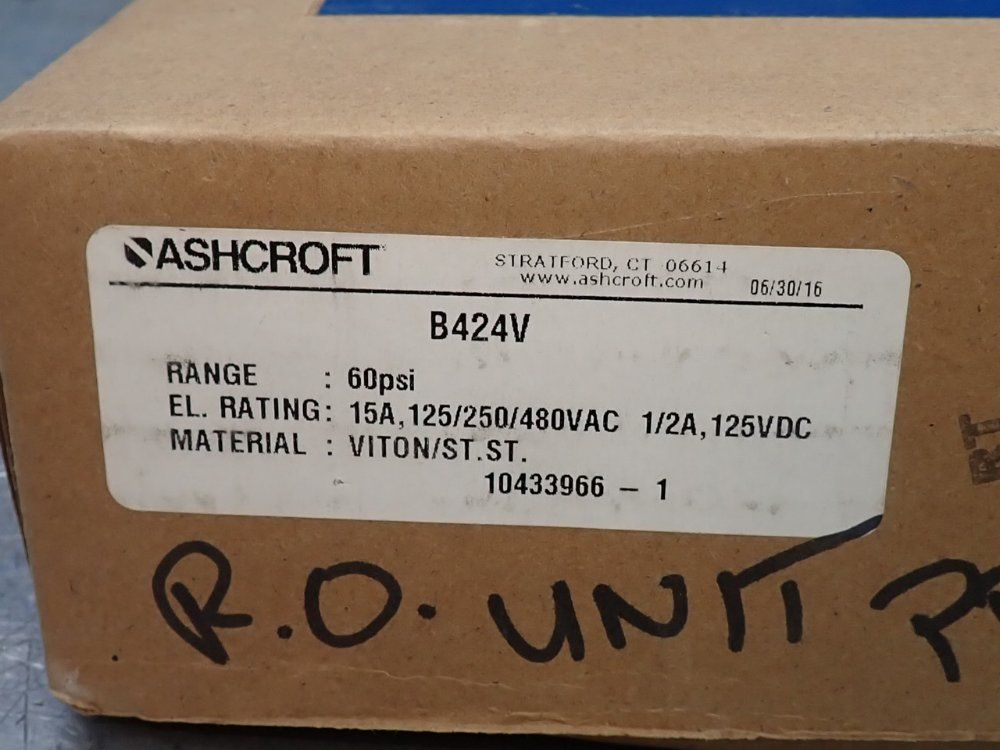 ASHCROFT
STRATFORD, CT 06614
www.ashcroft.com
06/30/16
B424V
RANGE : 60psi
EL. RATING: 15A,125/250/480VAC 1/2A,125VDC
MATERIAL : VITON/ST.ST.
10433966 - 1
R.O. UNIT